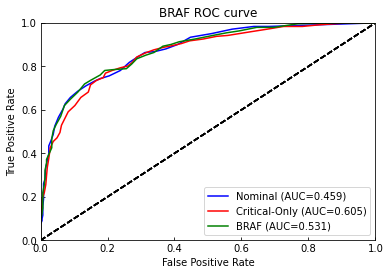 BRAF ROC curve
True Positive Rate
1.0
0.8
0.6
0.4
0.2
0.0
Nominal (AUC=0.459)
Critical-Only (AUC=0.605)
BRAF (AUC=0.531)
0.0 0.2 0.4 0.6 0.8 1.0
False Positive Rate